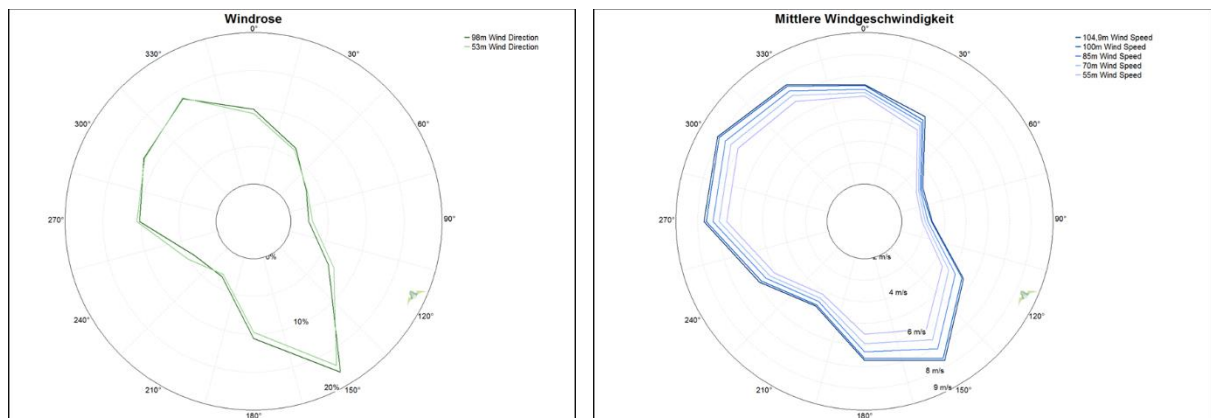 Windrose
0°
98m Wind Direction
53m Wind Direction
330°
30°
300°
60°
270°
90°
0%
240°
120°
10%
210°
20%
150°
180°
Mittlere Windgeschwindigkeit
0°
104,9m Wind Speed
100m Wind Speed
85m Wind Speed
70m Wind Speed
55m Wind Speed
330°
30°
300°
60°
270°
90°
2 m/s
4 m/s
240°
120°
6 m/s
8 m/s
210°
9 m/s
150°
180°